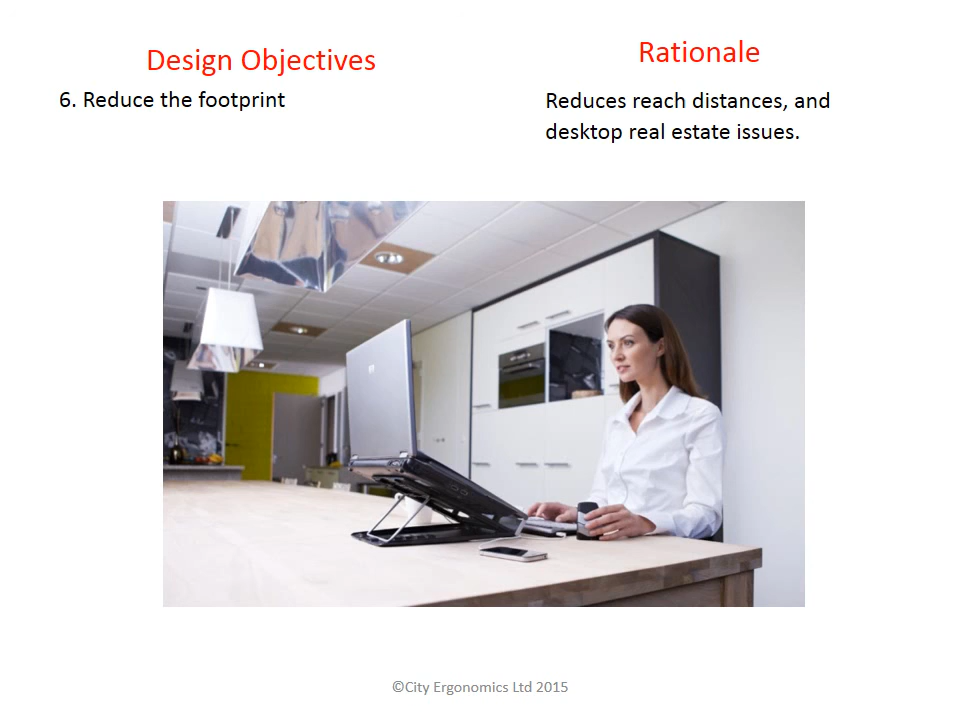 Design Objectives
Rationale
6. Reduce the footprint
Reduces reach distances, and
desktop real estate issues.
©City Ergonomics Ltd 2015